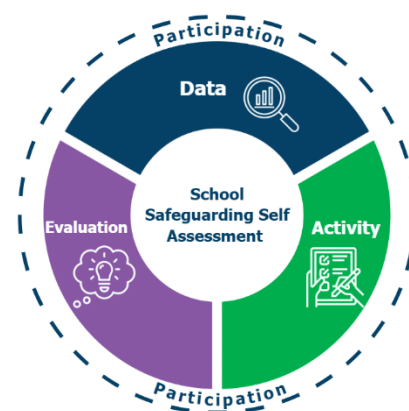 Participation
Data
School
Safeguarding Self
Assessment
Evaluation
Activity
Participation